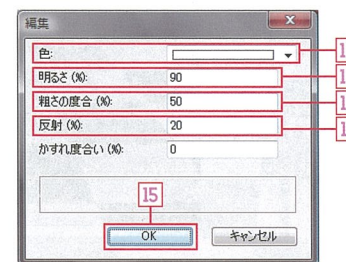 編集
色:
明るさ (%): 90
粗さの度合 (%): 50
反射 (%): 20
かすれ度合い (%): 0
15
OK キャンセル